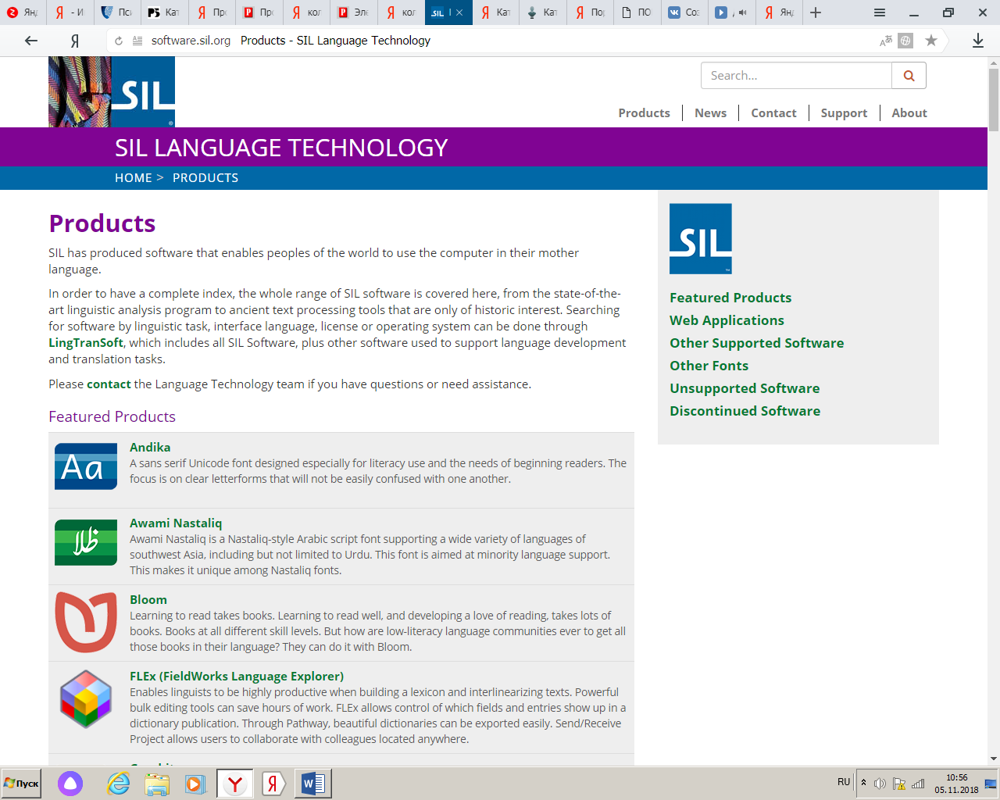 Янд
- И
Пси
Кат
Про
Про
кол
Эле
кол
Кат
Кат
Пор
ПО
Соз
Янд
software.sil.org Products - SIL Language Technology
SIL
Search...
Products News Contact Support About
SIL LANGUAGE TECHNOLOGY
HOME > PRODUCTS
Products
SIL has produced software that enables peoples of the world to use the computer in their mother
language.
In order to have a complete index, the whole range of SIL software is covered here, from the state-of-the-
art linguistic analysis program to ancient text processing tools that are only of historic interest. Searching
for software by linguistic task, interface language, license or operating system can be done through
LingTranSoft, which includes all SIL Software, plus other software used to support language development
and translation tasks.
Please contact the Language Technology team if you have questions or need assistance.
Featured Products
Aa
Andika
A sans serif Unicode font designed especially for literacy use and the needs of beginning readers. The
focus is on clear letterforms that will not be easily confused with one another.
Awami Nastaliq
Awami Nastaliq is a Nastaliq-style Arabic script font supporting a wide variety of languages of
southwest Asia, including but not limited to Urdu. This font is aimed at minority language support.
This makes it unique among Nastaliq fonts.
Bloom
Learning to read takes books. Learning to read well, and developing a love of reading, takes lots of
books. Books at all different skill levels. But how are low-literacy language communities ever to get all
those books in their language? They can do it with Bloom.
FLEx (FieldWorks Language Explorer)
Enables linguists to be highly productive when building a lexicon and interlinearizing texts. Powerful
bulk editing tools can save hours of work. FLEx allows control of which fields and entries show up in a
dictionary publication. Through Pathway, beautiful dictionaries can be exported easily. Send/Receive
Project allows users to collaborate with colleagues located anywhere.
SIL
Featured Products
Web Applications
Other Supported Software
Other Fonts
Unsupported Software
Discontinued Software
Пуск
RU
10:56
05.11.2018